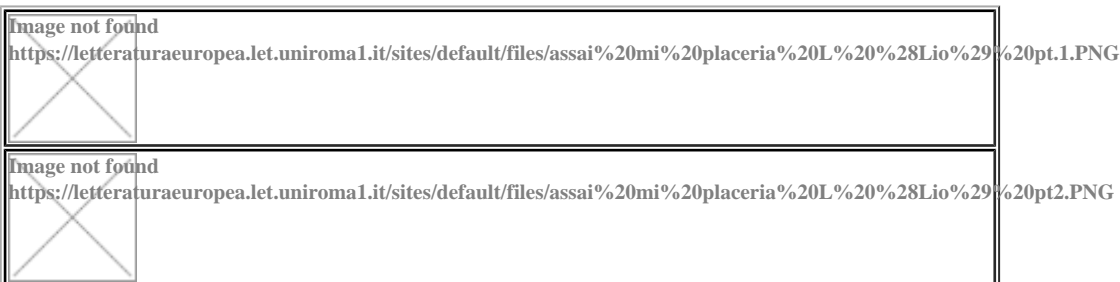 Image not found
https://letteraturaeuropea.let.uniroma1.it/sites/default/files/assai%20mi%20placeria%20L%20%28Lio%29%20pt.1.PNG
Image not found
https://letteraturaeuropea.let.uniroma1.it/sites/default/files/assai%20mi%20placeria%20L%20%28Lio%29%20pt2.PNG